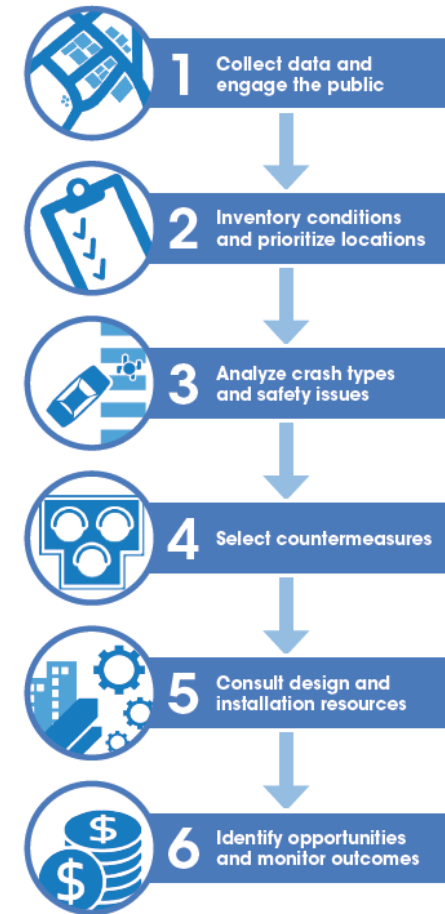 1 Collect data and
engage the public
2 Inventory conditions
and prioritize locations
3 Analyze crash types
and safety issues
4 Select countermeasures
5 Consult design and
installation resources
6 Identify opportunities
and monitor outcomes
$
$